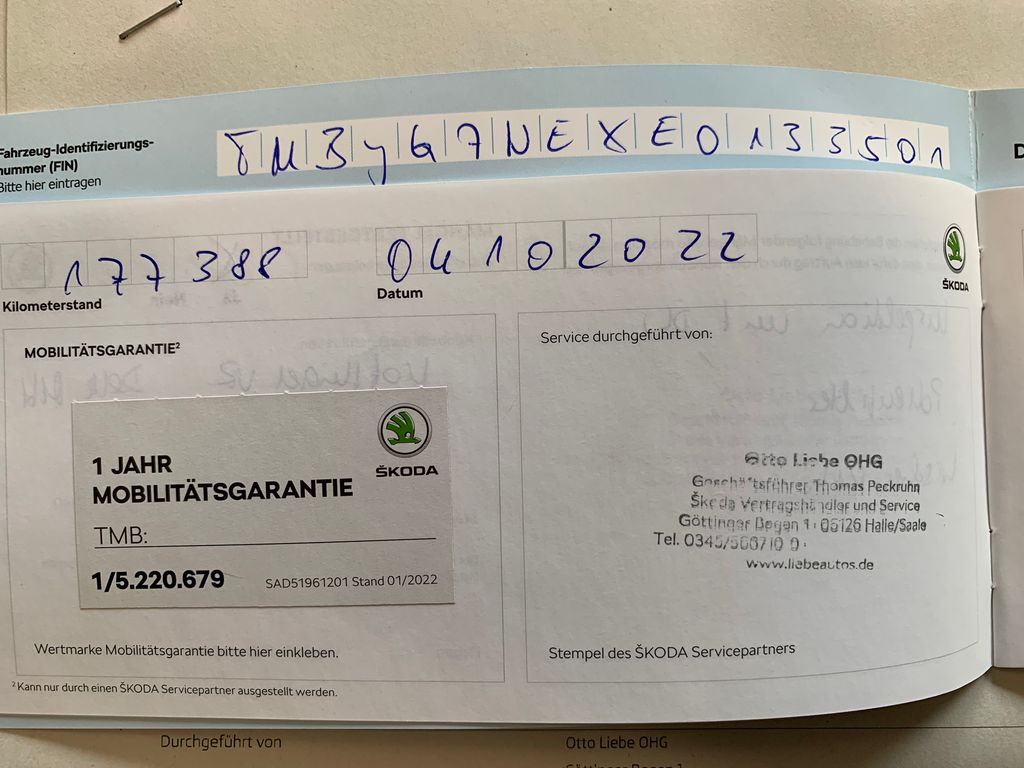 Fahrzeug-Identifizierungs-
nummer (FIN)
Bitte hier eintragen
TMBYG7NEXE0133501
177388
04102022
Kilometerstand
Datum
ŠKODA
MOBILITÄTSGARANTIE²
1 JAHR
MOBILITÄTSGARANTIE
ŠKODA
TMB:
1/5.220.679
SAD51961201 Stand 01/2022
Wertmarke Mobilitätsgarantie bitte hier einkleben.
² Kann nur durch einen ŠKODA Servicepartner ausgestellt werden.
Service durchgeführt von:
Otto Liebe OHG
Geschäftsführer Thomas Peckruhn
Škoda Vertragshändler und Service
Göttinger Bogen 1 · 06126 Halle/Saale
Tel. 0345/
www.liebeautos.de
Stempel des ŠKODA Servicepartners
D
Durchgeführt von
Otto Liebe OHG
Göttinger Bogen 1